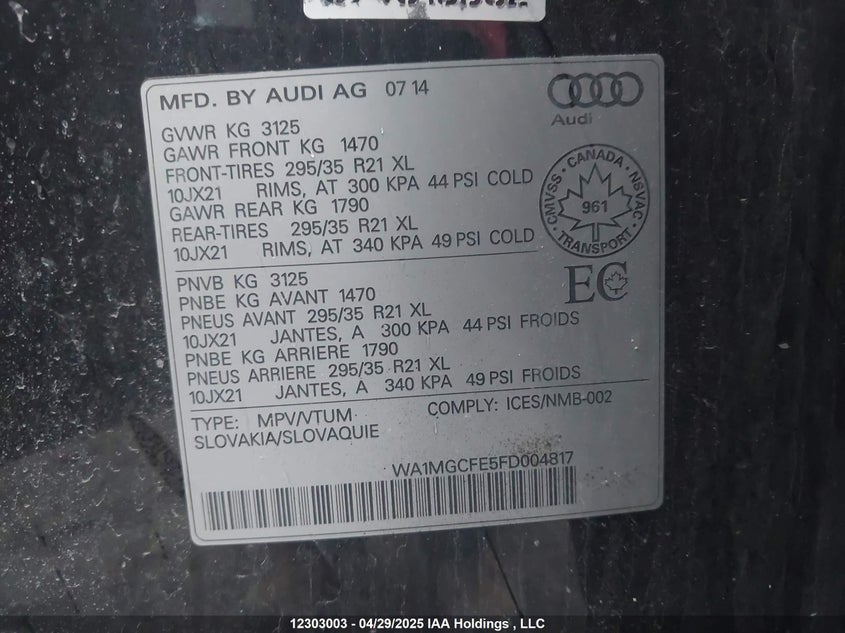 MFD. BY AUDI AG 07 14
Audi
GVWR KG 3125
GAWR FRONT KG 1470
FRONT-TIRES 295/35 R21 XL
10JX21 RIMS, AT 300 KPA 44 PSI COLD
GAWR REAR KG 1790
REAR-TIRES 295/35 R21 XL
10JX21 RIMS, AT 340 KPA 49 PSI COLD
CMVSS · CANADA · NSVAC
961
TRANSPORT
PNVB KG 3125
PNBE KG AVANT 1470
PNEUS AVANT 295/35 R21 XL
10JX21 JANTES, A 300 KPA 44 PSI FROIDS
PNBE KG ARRIERE 1790
PNEUS ARRIERE 295/35 R21 XL
10JX21 JANTES, A 340 KPA 49 PSI FROIDS
EC
TYPE: MPV/VTUM COMPLY: ICES/NMB-002
SLOVAKIA/SLOVAQUIE
WA1MGCFE5FD004817
12303003 - 04/29/2025 IAA Holdings , LLC